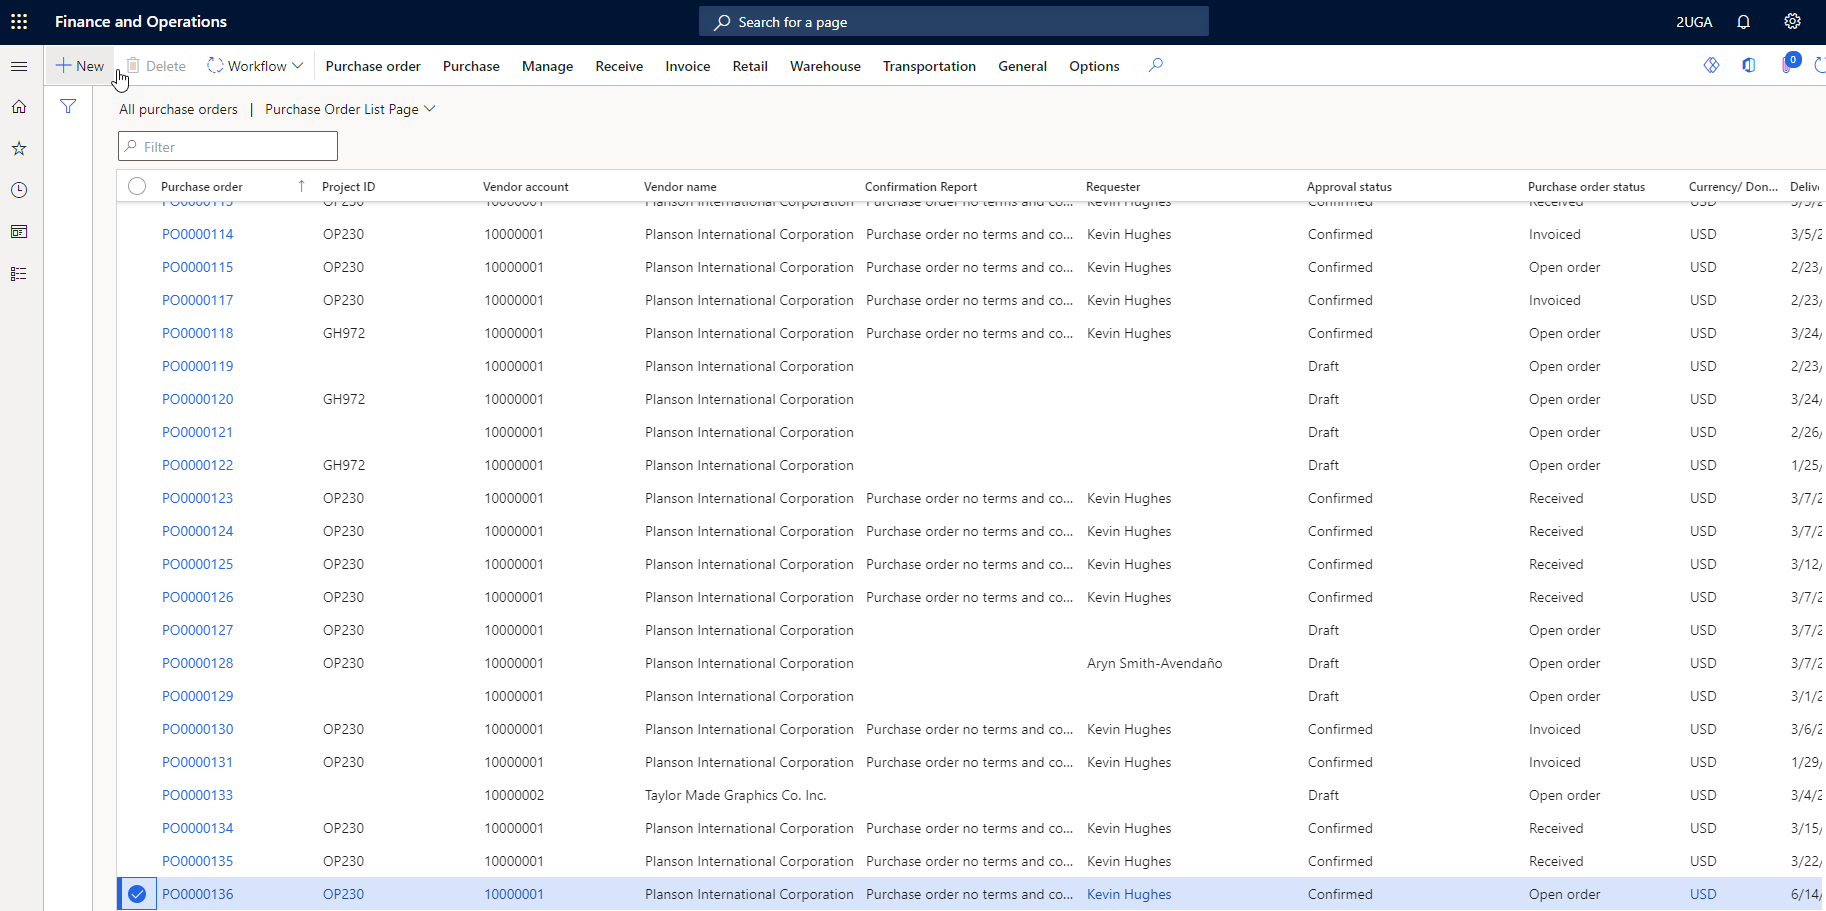 Finance and Operations Search for a page 2UGA
New Delete Workflow Purchase order Purchase Manage Receive Invoice Retail Warehouse Transportation General Options 0
All purchase orders | Purchase Order List Page
Filter
Purchase order ↑ Project ID Vendor account Vendor name Confirmation Report Requester Approval status Purchase order status Currency/ Don... Deliv
OP230 10000001 Planson International Corporation Purchase order no terms and co... Kevin Hughes Confirmed Received USD
PO0000114 OP230 10000001 Planson International Corporation Purchase order no terms and co... Kevin Hughes Confirmed Invoiced USD 3/5/2
PO0000115 OP230 10000001 Planson International Corporation Purchase order no terms and co... Kevin Hughes Confirmed Open order USD 2/23/
PO0000117 OP230 10000001 Planson International Corporation Purchase order no terms and co... Kevin Hughes Confirmed Invoiced USD 2/23/
PO0000118 GH972 10000001 Planson International Corporation Purchase order no terms and co... Kevin Hughes Confirmed Open order USD 3/24/
PO0000119 10000001 Planson International Corporation Draft Open order USD 2/23/
PO0000120 GH972 10000001 Planson International Corporation Draft Open order USD 3/24/
PO0000121 10000001 Planson International Corporation Draft Open order USD 2/26/
PO0000122 GH972 10000001 Planson International Corporation Draft Open order USD 1/25/
PO0000123 OP230 10000001 Planson International Corporation Purchase order no terms and co... Kevin Hughes Confirmed Received USD 3/7/2
PO0000124 OP230 10000001 Planson International Corporation Purchase order no terms and co... Kevin Hughes Confirmed Received USD 3/7/2
PO0000125 OP230 10000001 Planson International Corporation Purchase order no terms and co... Kevin Hughes Confirmed Received USD 3/12/
PO0000126 OP230 10000001 Planson International Corporation Purchase order no terms and co... Kevin Hughes Confirmed Received USD 3/7/2
PO0000127 OP230 10000001 Planson International Corporation Draft Open order USD 3/7/2
PO0000128 OP230 10000001 Planson International Corporation Aryn Smith-Avendaño Draft Open order USD 3/7/2
PO0000129 10000001 Planson International Corporation Draft Open order USD 3/1/2
PO0000130 OP230 10000001 Planson International Corporation Purchase order no terms and co... Kevin Hughes Confirmed Invoiced USD 3/6/2
PO0000131 OP230 10000001 Planson International Corporation Purchase order no terms and co... Kevin Hughes Confirmed Invoiced USD 1/29/
PO0000133 10000002 Taylor Made Graphics Co. Inc. Draft Open order USD 3/4/2
PO0000134 OP230 10000001 Planson International Corporation Purchase order no terms and co... Kevin Hughes Confirmed Received USD 3/15/
PO0000135 OP230 10000001 Planson International Corporation Purchase order no terms and co... Kevin Hughes Confirmed Received USD 3/22/
PO0000136 OP230 10000001 Planson International Corporation Purchase order no terms and co... Kevin Hughes Confirmed Open order USD 6/14/